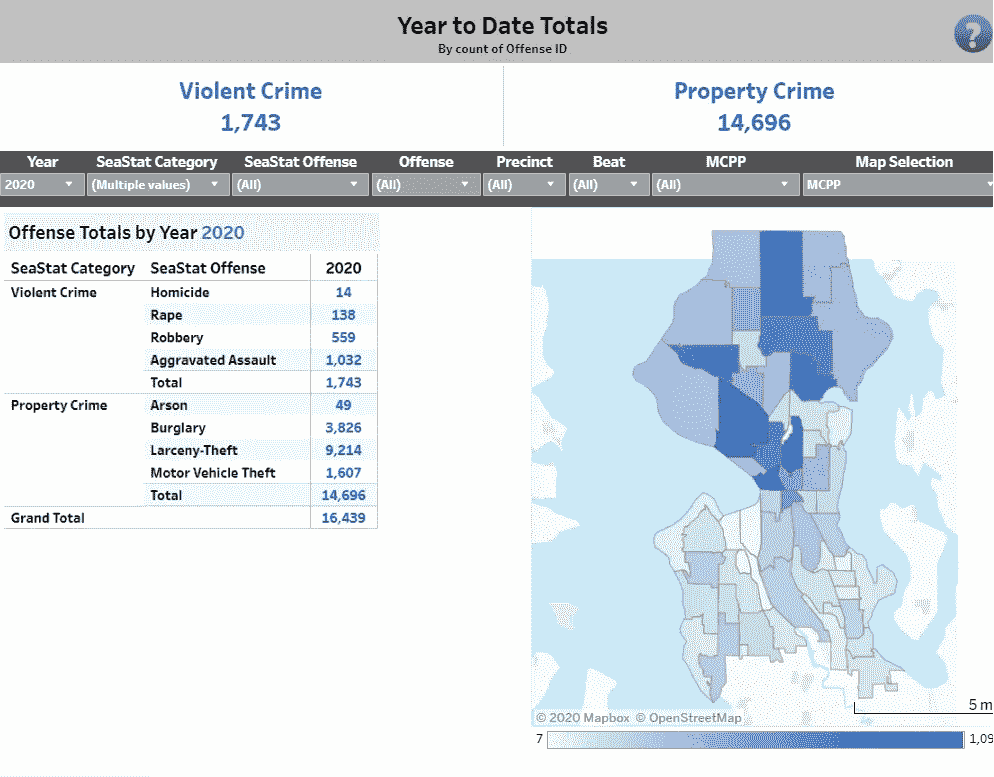 Year to Date Totals
By count of Offense ID
?
Violent Crime Property Crime
1,743 14,696
Year SeaStat Category SeaStat Offense Offense Precinct Beat MCPP Map Selection
2020 (Multiple values) (All) (All) (All) (All) (All) MCPP
Offense Totals by Year 2020
SeaStat Category SeaStat Offense 2020
Violent Crime Homicide 14
Rape 138
Robbery 559
Aggravated Assault 1,032
Total 1,743
Property Crime Arson 49
Burglary 3,826
Larceny-Theft 9,214
Motor Vehicle Theft 1,607
Total 14,696
Grand Total 16,439
5 m
© 2020 Mapbox © OpenStreetMap
7 1,09